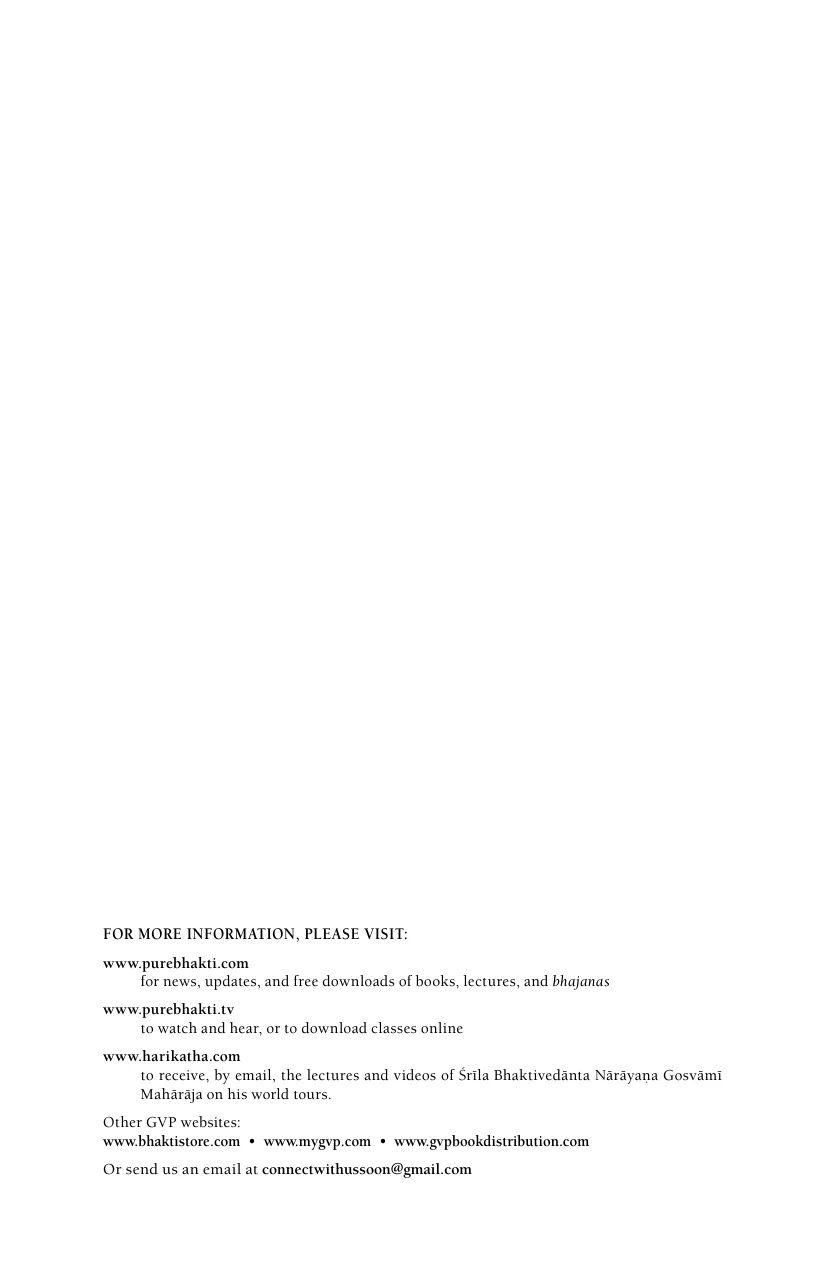 FOR MORE INFORMATION, PLEASE VISIT:
www.purebhakti.com
for news, updates, and free downloads of books, lectures, and bhajanas
www.purebhakti.tv
to watch and hear, or to download classes online
www.harikatha.com
to receive, by email, the lectures and videos of Śrīla Bhaktivedānta Nārāyaṇa Gosvāmī
Mahārāja on his world tours.
Other GVP websites:
www.bhaktistore.com • www.mygvp.com • www.gvpbookdistribution.com
Or send us an email at connectwithussoon@gmail.com